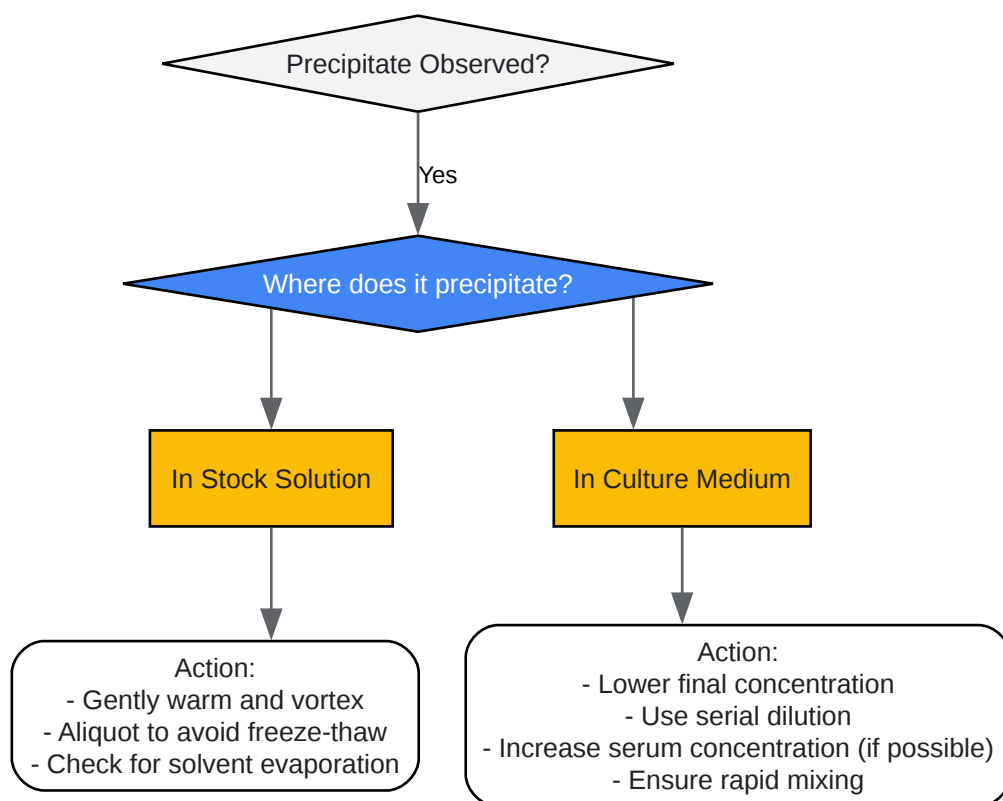 Precipitate Observed?
Yes
Where does it precipitate?
In Stock Solution
In Culture Medium
Action:
- Gently warm and vortex
- Aliquot to avoid freeze-thaw
- Check for solvent evaporation
Action:
- Lower final concentration
- Use serial dilution
- Increase serum concentration (if possible)
- Ensure rapid mixing